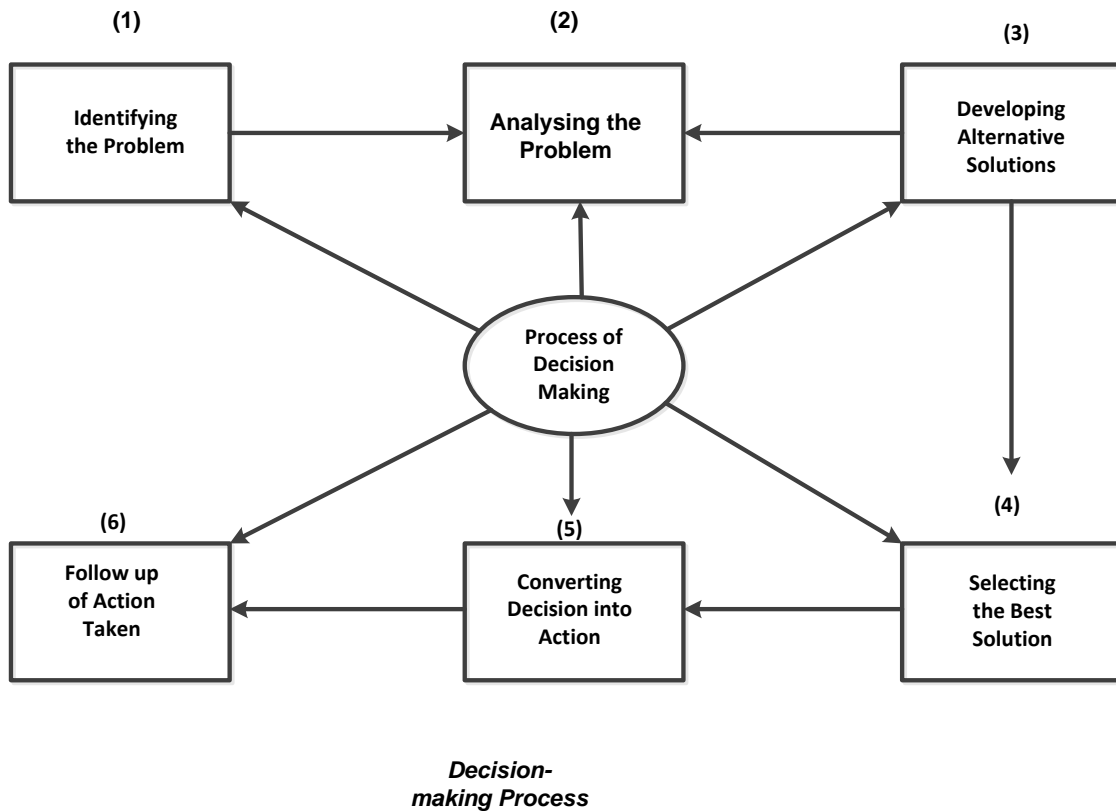 (1)
(2)
(3)
Identifying
the Problem
Analysing the
Problem
Developing
Alternative
Solutions
Process of
Decision
Making
(6)
(5)
(4)
Follow up
of Action
Taken
Converting
Decision into
Action
Selecting
the Best
Solution
Decision-
making Process